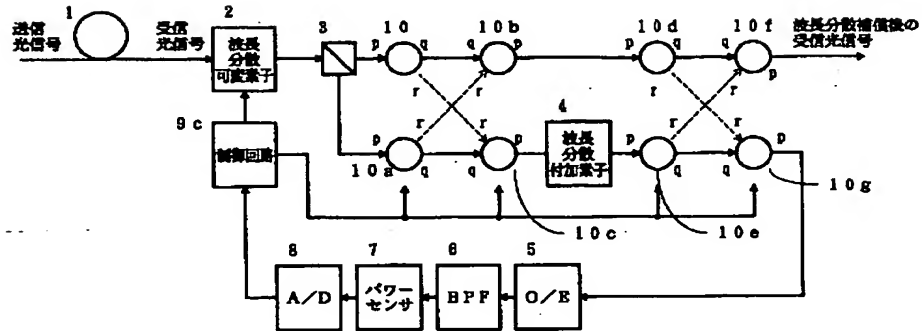 1
送信
光信号
受信
光信号
2
波長
分散
可変素子
3
p
10
q
q
10b
p
p
10d
q
q
10f
p
波長分散補償後の
受信光信号
r
r
r
r
9c
制御回路
p
10a
q
q
p
4
波長
分散
付加素子
p
q
q
p
10g
10c
10e
8
A/D
7
パワー
センサ
6
BPF
5
O/E